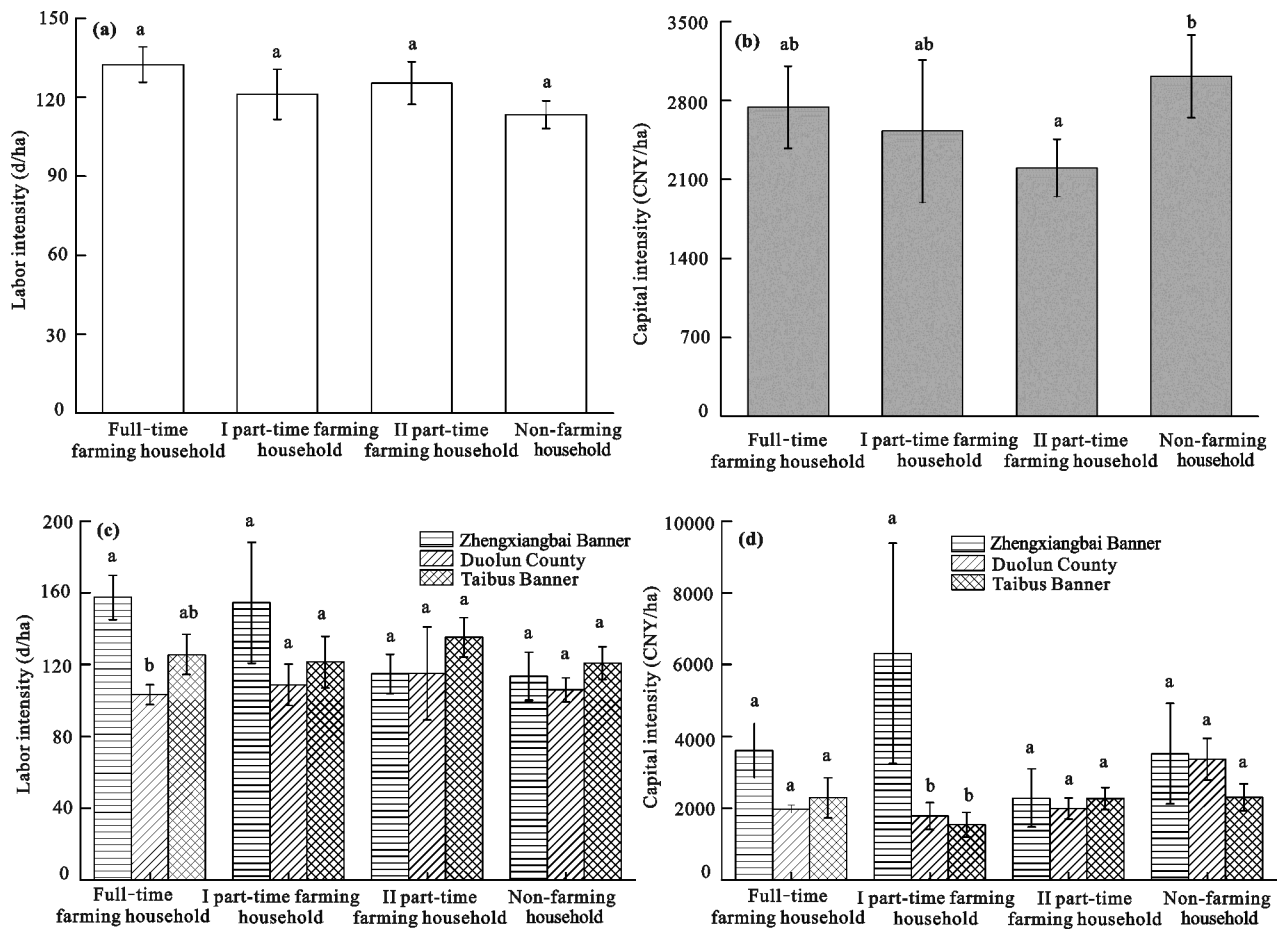 (a)
a
a
a
a
150
120
90
60
30
0
Labor intensity (d/ha)
Full-time
farming household
I part-time farming
household
II part-time
farming household
Non-farming
household
(b)
ab
ab
a
b
3500
2800
2100
1400
700
0
Capital intensity (CNY/ha)
Full-time
farming household
I part-time farming
household
II part-time
farming household
Non-farming
household
(c)
Zhengxiangbai Banner
Duolun County
Taibus Banner
a
b
ab
a
a
a
a
a
a
a
a
a
200
160
120
80
40
0
Labor intensity (d/ha)
Full-time
farming household
I part-time farming
household
II part-time
farming household
Non-farming
household
(d)
Zhengxiangbai Banner
Duolun County
Taibus Banner
a
a
a
a
b
b
a
a
a
a
a
a
10000
8000
6000
4000
2000
0
Capital intensity (CNY/ha)
Full-time
farming household
I part-time farming
household
II part-time
farming household
Non-farming
household